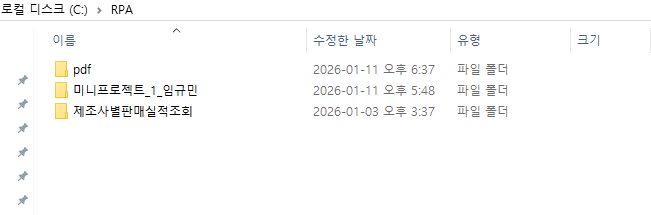 로컬 디스크 (C:) > RPA
이름 수정한 날짜 유형 크기
pdf 2026-01-11 오후 6:37 파일 폴더
미니프로젝트_1_임규민 2026-01-11 오후 5:48 파일 폴더
제조사별판매실적조회 2026-01-03 오후 3:37 파일 폴더